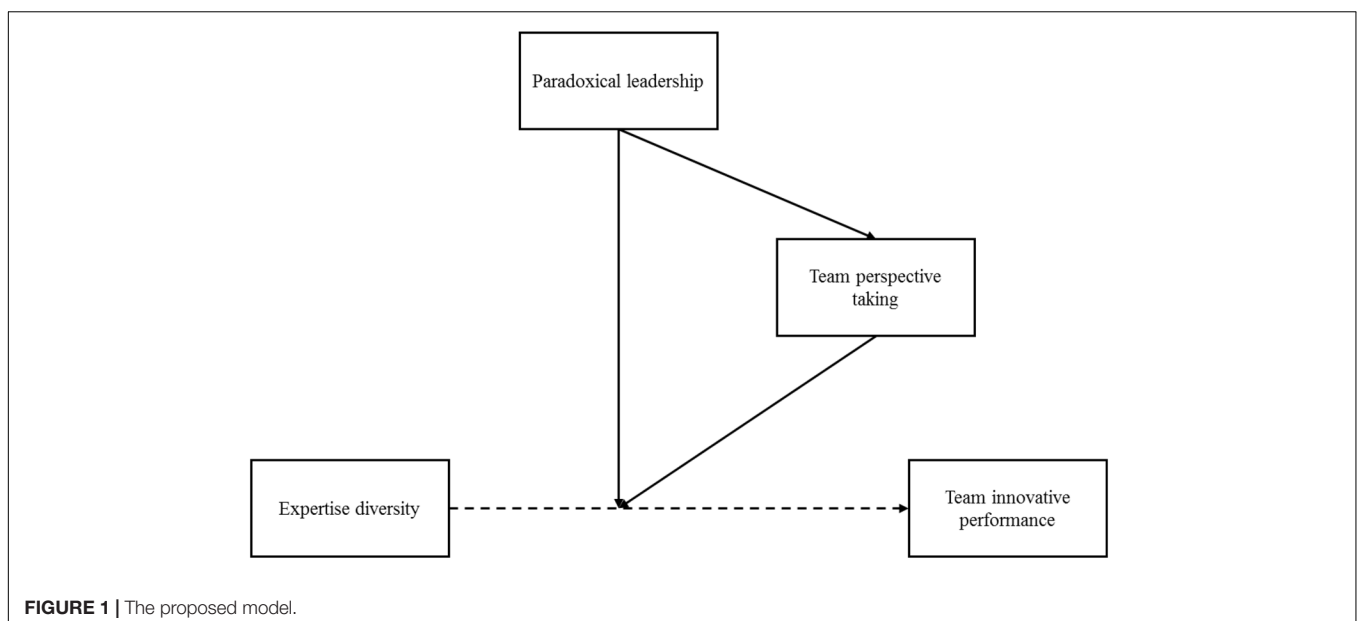 Paradoxical leadership
Team perspective
taking
Expertise diversity
Team innovative
performance
FIGURE 1 | The proposed model.